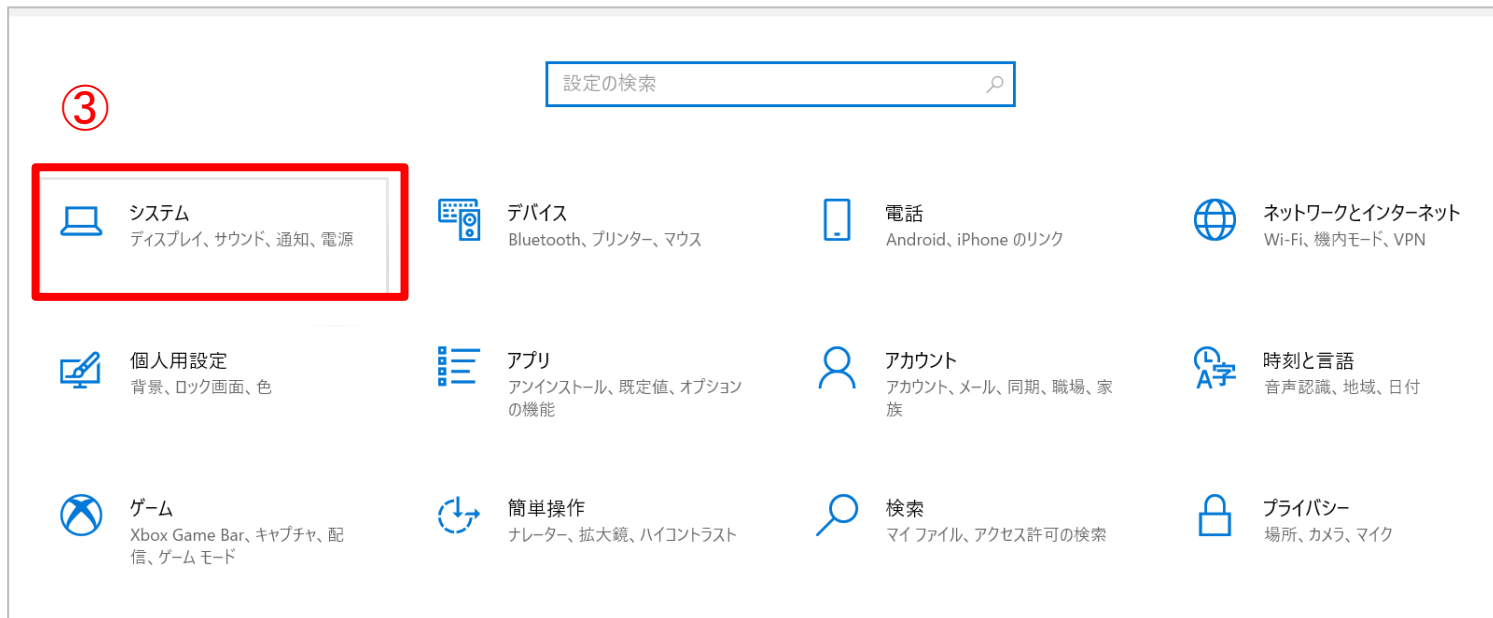 設定の検索
③
システム
ディスプレイ、サウンド、通知、電源
デバイス
Bluetooth、プリンター、マウス
電話
Android、iPhone のリンク
ネットワークとインターネット
Wi-Fi、機内モード、VPN
個人用設定
背景、ロック画面、色
アプリ
アンインストール、既定値、オプション
の機能
アカウント
アカウント、メール、同期、職場、家
族
時刻と言語
音声認識、地域、日付
ゲーム
Xbox Game Bar、キャプチャ、配
信、ゲーム モード
簡単操作
ナレーター、拡大鏡、ハイコントラスト
検索
マイ ファイル、アクセス許可の検索
プライバシー
場所、カメラ、マイク